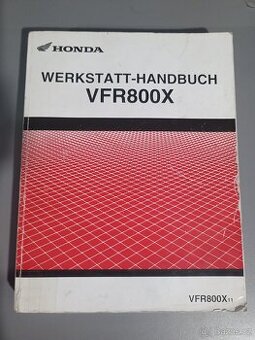 HONDA
WERKSTATT-HANDBUCH
VFR800X
VFR800X11